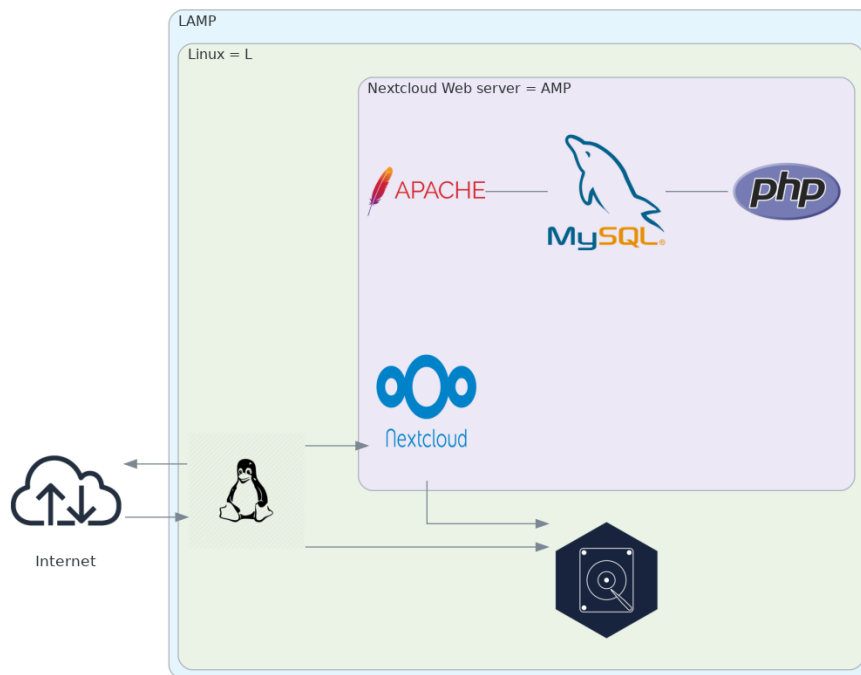 LAMP
Linux = L
Nextcloud Web server = AMP
APACHE
MySQL®
php
Nextcloud
Internet